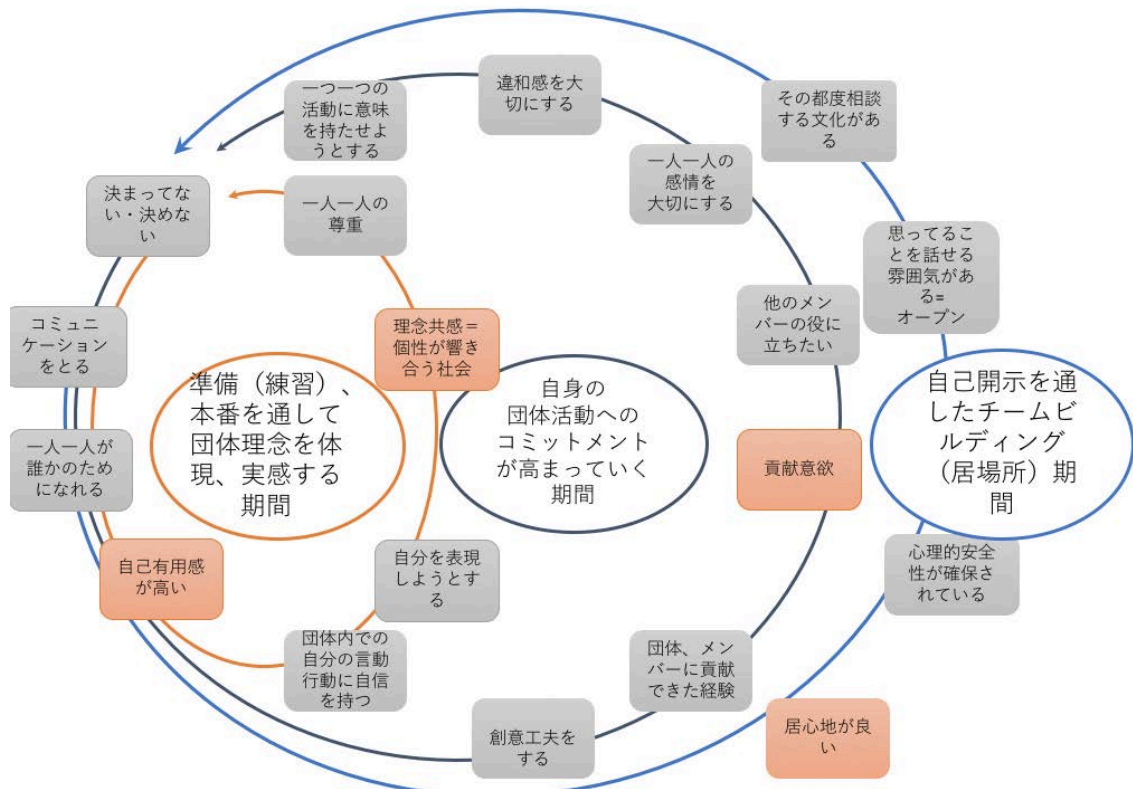 一つ一つの
活動に意味
を持たせよ
うとする
違和感を大
切にする
その都度相談
する文化があ
る
一人一人の
感情を
大切にする
決まってな
い・決めな
い
一人一人の
尊重
思ってるこ
とを話せる
雰囲気があ
る=
オープン
コミュニ
ケーション
をとる
理念共感＝
個性が響き
合う社会
他のメン
バーの役に
立ちたい
準備（練習）、
本番を通して
団体理念を体
現、実感する
期間
自身の
団体活動への
コミットメント
が高まっていく
期間
自己開示を通
したチームビ
ルディング
（居場所）期
間
一人一人が
誰かのため
になれる
貢献意欲
自己有用感
が高い
自分を表現
しようとす
る
心理的安全
性が確保さ
れている
団体内での
自分の言動
行動に自信
を持つ
団体、メン
バーに貢献
できた経験
創意工夫を
する
居心地が良
い